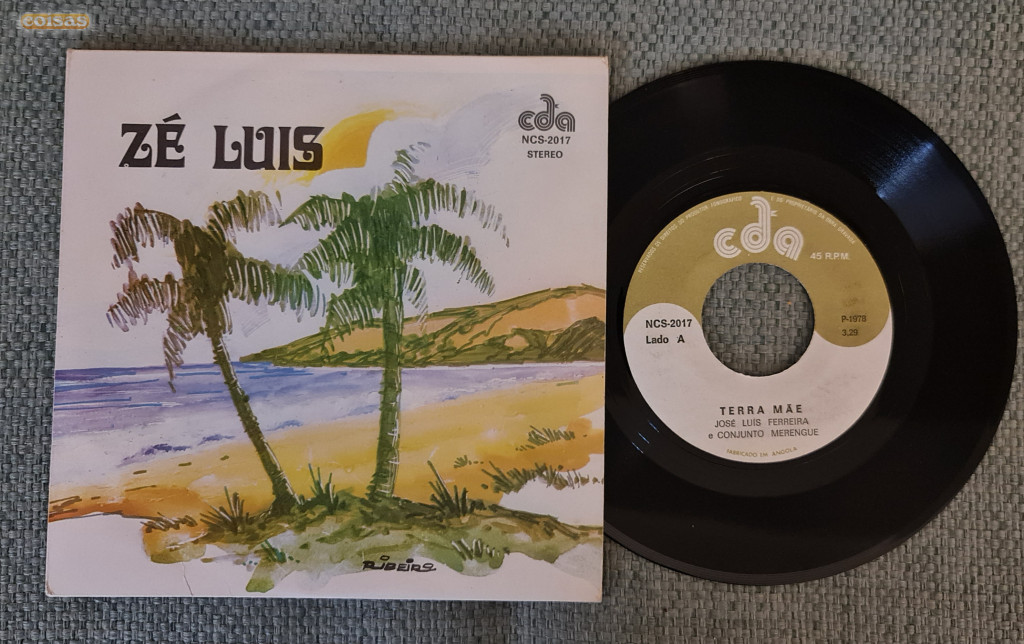 coisas
ZÉ LUIS
cda
NCS-2017
STEREO
RIBEIRO
cda
45 R.P.M.
NCS-2017
Lado A
P-1978
3.29
TERRA MÃE
JOSÉ LUIS FERREIRA
e CONJUNTO MERENGUE
FABRICADO EM ANGOLA